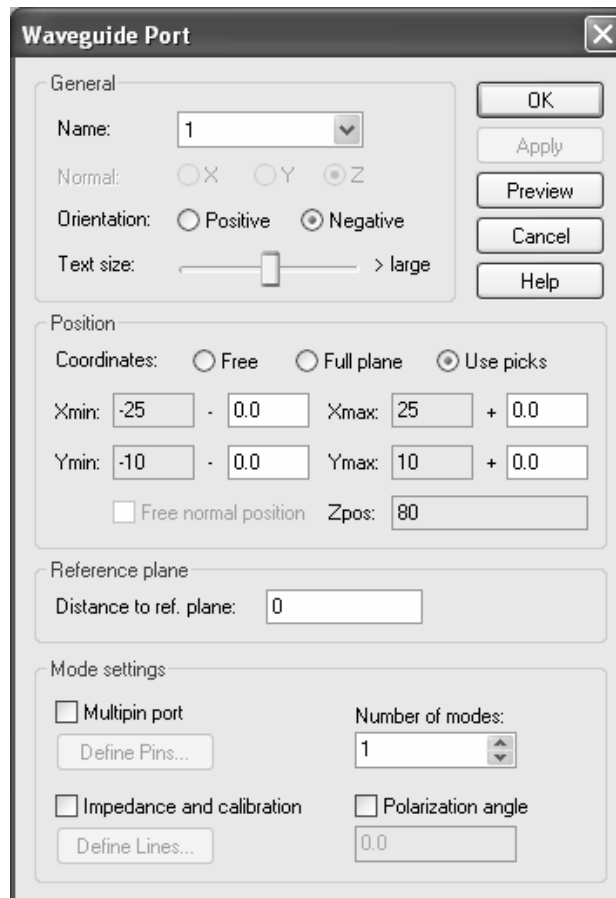 Waveguide Port
General
Name: 1
Normal: X Y Z
Orientation: Positive Negative
Text size: > large
OK
Apply
Preview
Cancel
Help
Position
Coordinates: Free Full plane Use picks
Xmin: -25 - 0.0 Xmax: 25 + 0.0
Ymin: -10 - 0.0 Ymax: 10 + 0.0
Free normal position Zpos: 80
Reference plane
Distance to ref. plane: 0
Mode settings
Multipin port
Define Pins...
Number of modes:
1
Impedance and calibration
Define Lines...
Polarization angle
0.0